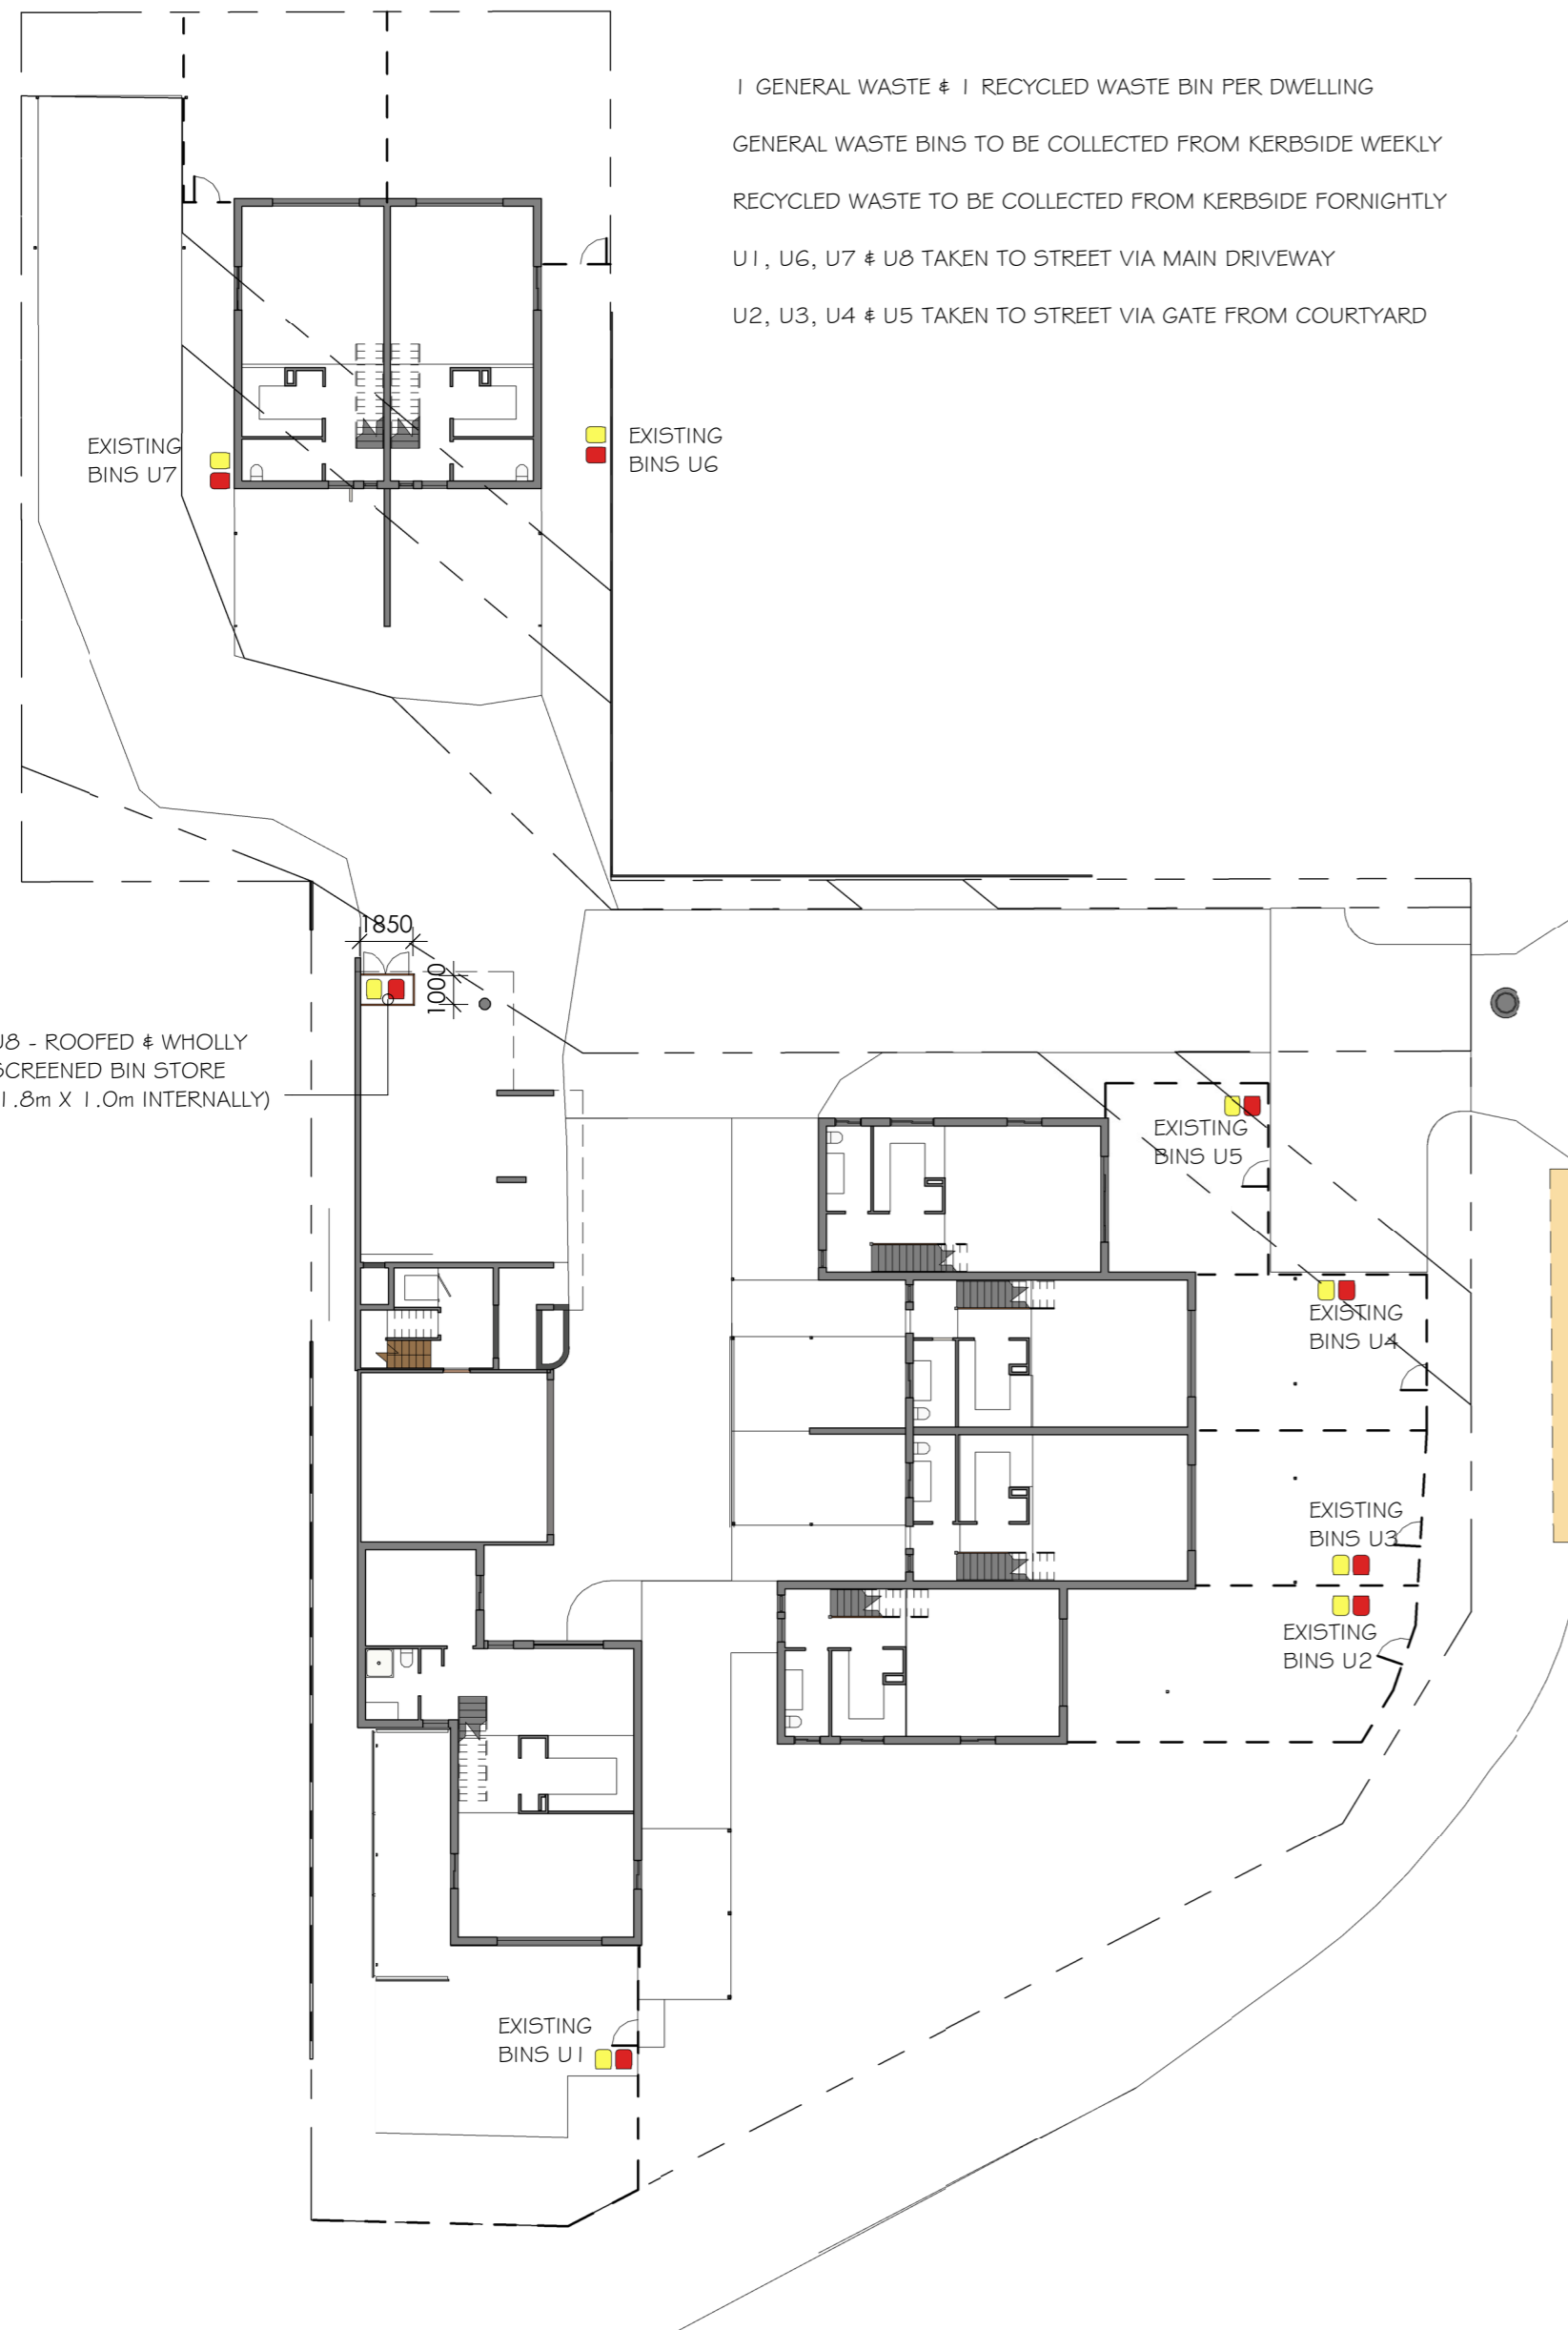 1 GENERAL WASTE & 1 RECYCLED WASTE BIN PER DWELLING
GENERAL WASTE BINS TO BE COLLECTED FROM KERBSIDE WEEKLY
RECYCLED WASTE TO BE COLLECTED FROM KERBSIDE FORNIGHTLY
U1, U6, U7 & U8 TAKEN TO STREET VIA MAIN DRIVEWAY
U2, U3, U4 & U5 TAKEN TO STREET VIA GATE FROM COURTYARD
EXISTING
BINS U7
EXISTING
BINS U6
1850
1000
U8 - ROOFED & WHOLLY
SCREENED BIN STORE
1.8m X 1.0m INTERNALLY)
EXISTING
BINS U5
EXISTING
BINS U4
EXISTING
BINS U3
EXISTING
BINS U2
EXISTING
BINS U1